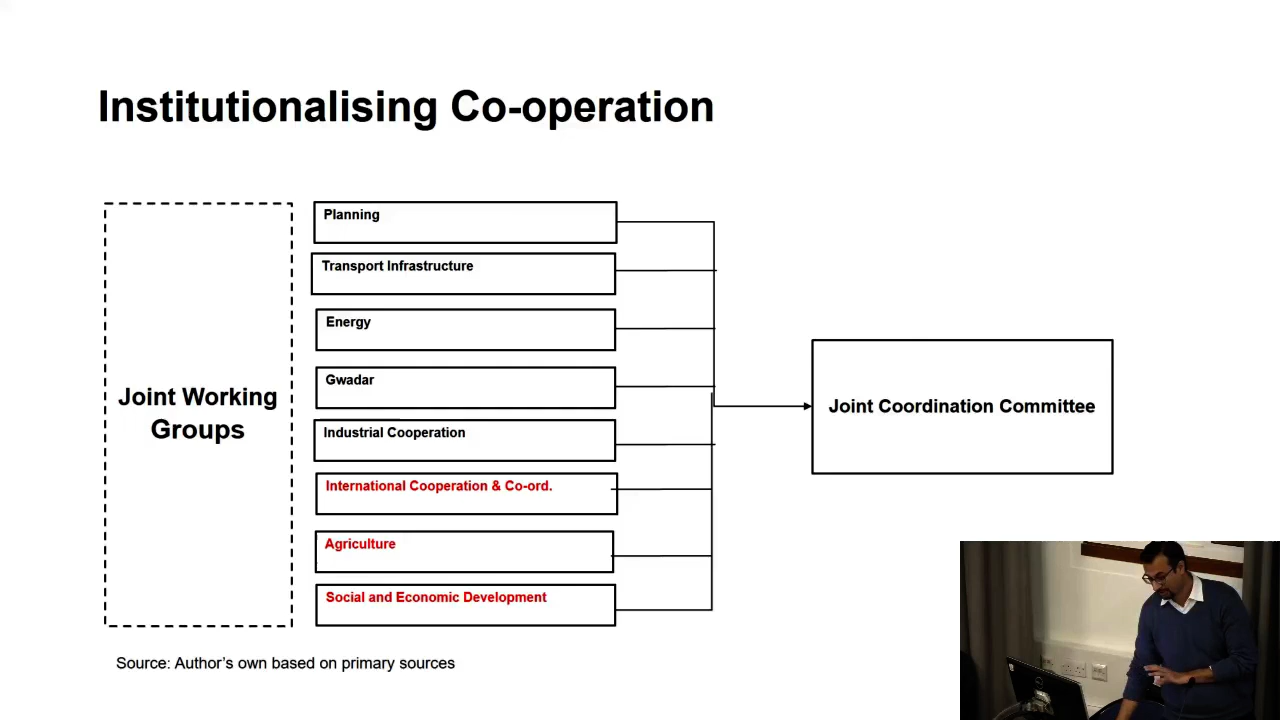 Institutionalising Co-operation
Joint Working
Groups
Planning
Transport Infrastructure
Energy
Gwadar
Industrial Cooperation
International Cooperation & Co-ord.
Agriculture
Social and Economic Development
Joint Coordination Committee
Source: Author's own based on primary sources